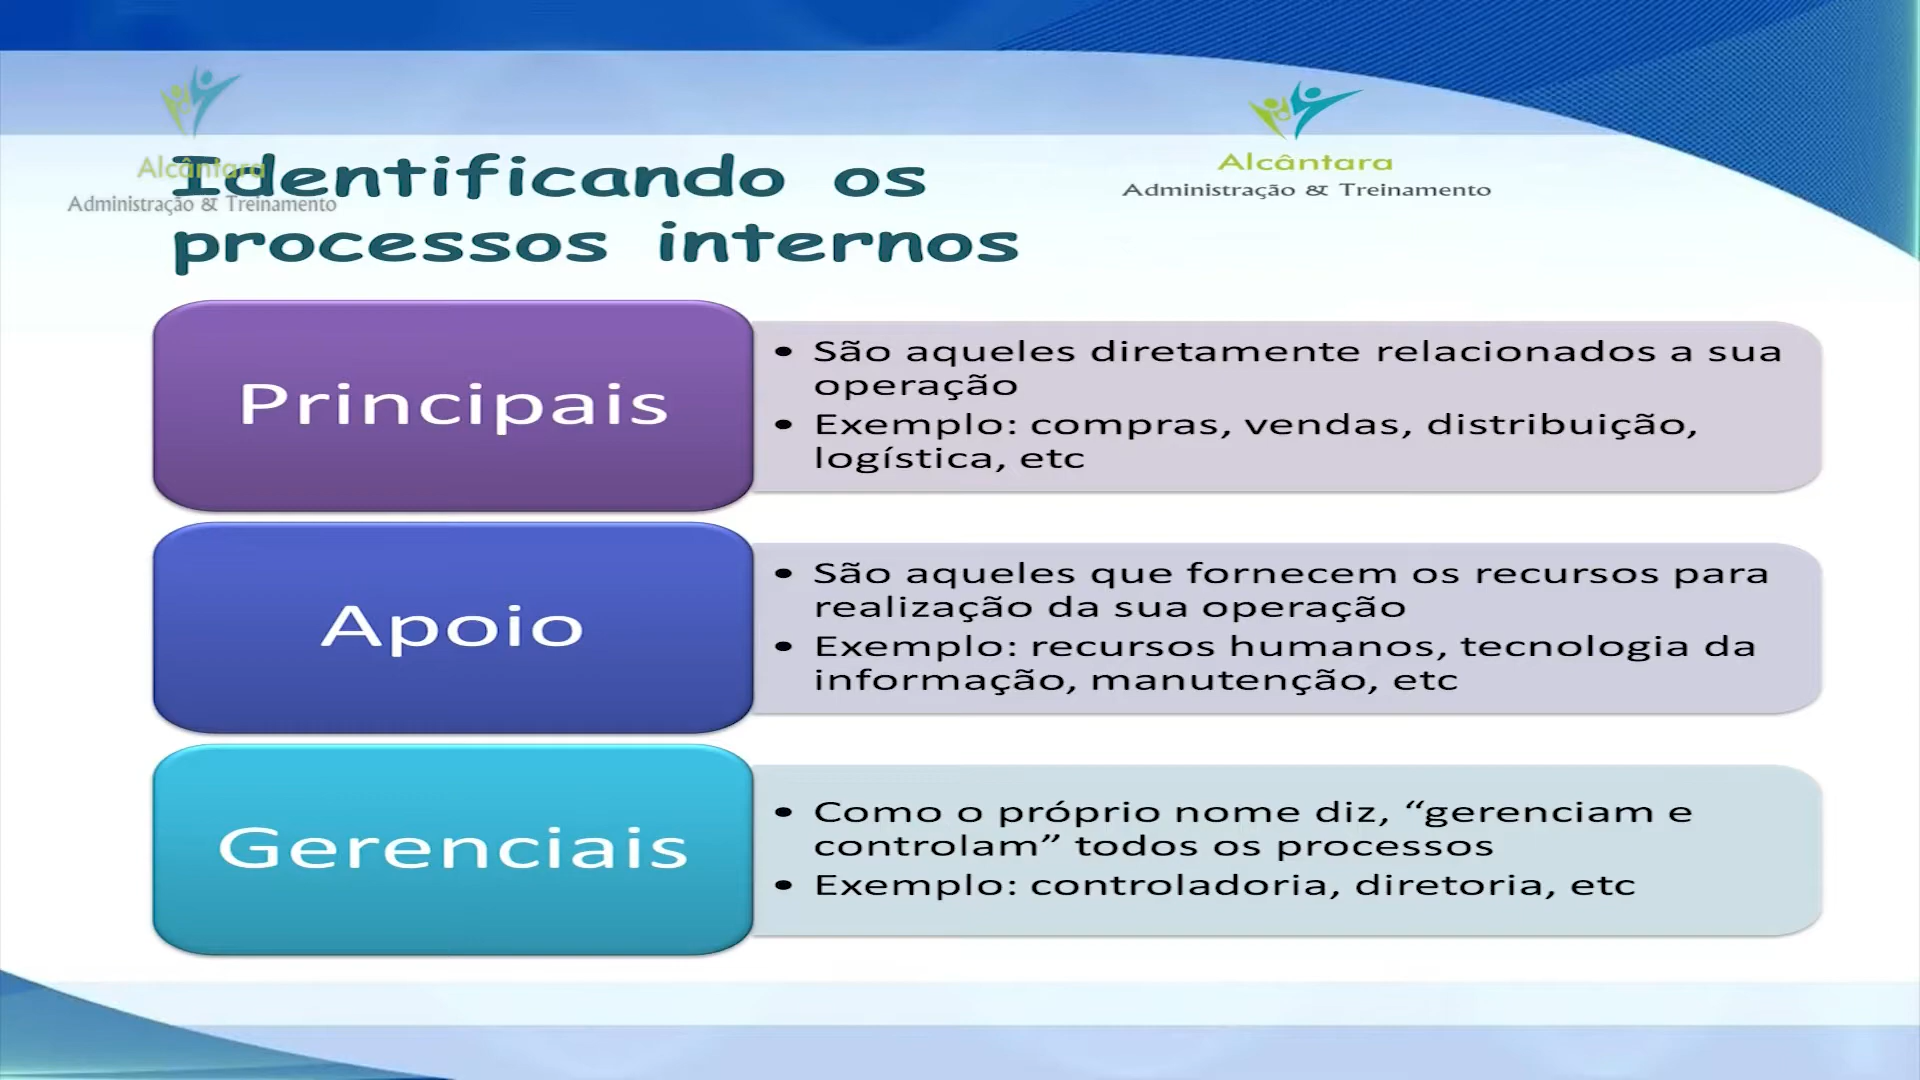 Alcântara
Administração & Treinamento
Alcântara
Administração & Treinamento
Identificando os
processos internos
Principais
• São aqueles diretamente relacionados a sua
operação
• Exemplo: compras, vendas, distribuição,
logística, etc
Apoio
• São aqueles que fornecem os recursos para
realização da sua operação
• Exemplo: recursos humanos, tecnologia da
informação, manutenção, etc
Gerenciais
• Como o próprio nome diz, “gerenciam e
controlam” todos os processos
• Exemplo: controladoria, diretoria, etc